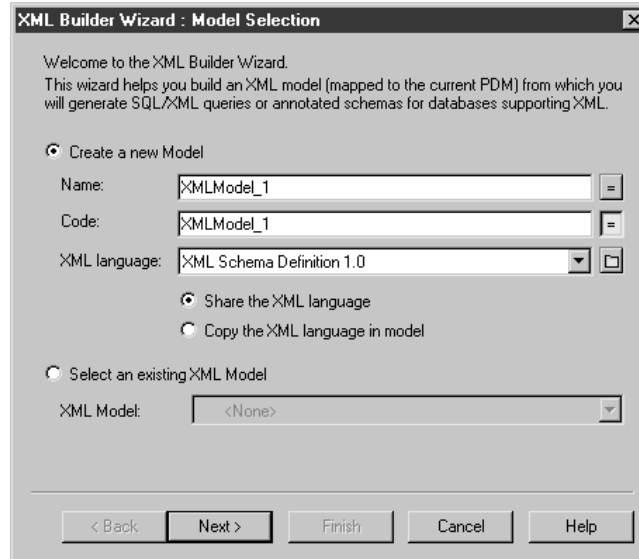 XML Builder Wizard : Model Selection
Welcome to the XML Builder Wizard.
This wizard helps you build an XML model (mapped to the current PDM) from which you
will generate SQL/XML queries or annotated schemas for databases supporting XML.
Create a new Model
Name: XMLModel_1 =
Code: XMLModel_1 =
XML language: XML Schema Definition 1.0
Share the XML language
Copy the XML language in model
Select an existing XML Model
XML Model: <None>
< Back Next > Finish Cancel Help